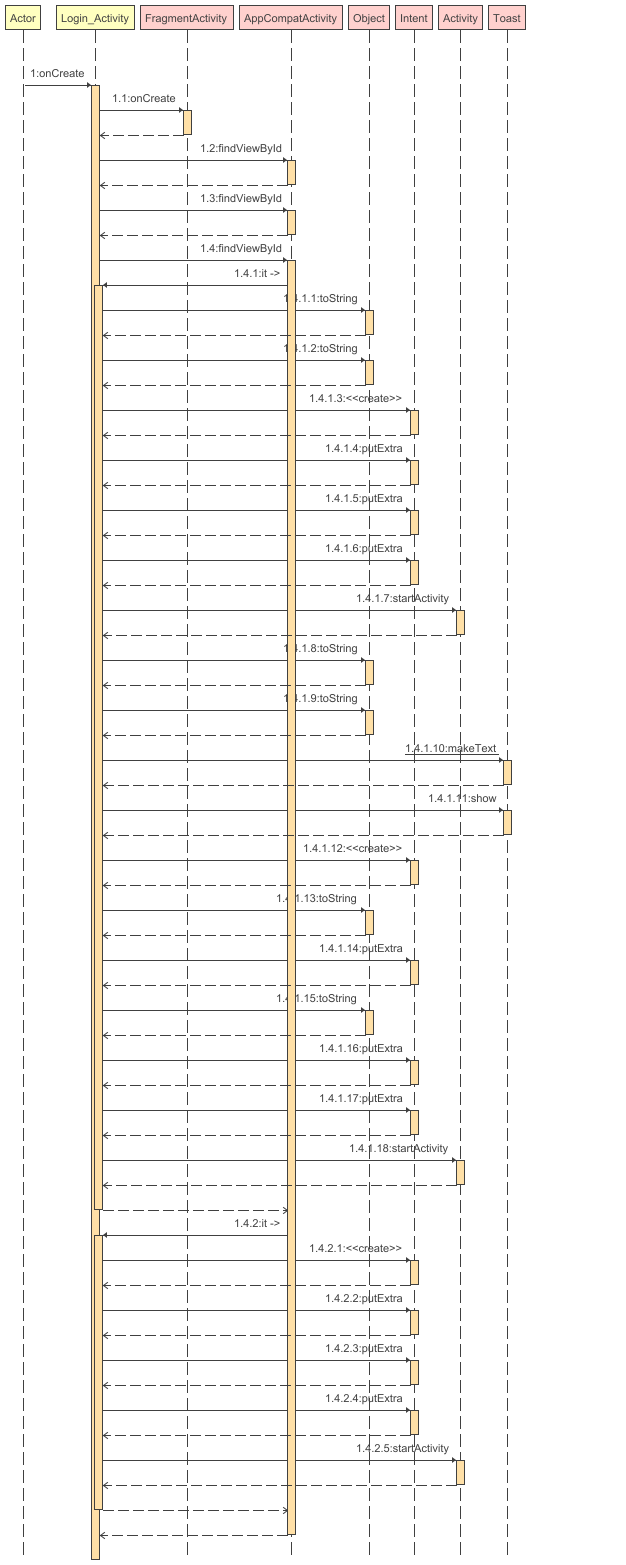 Actor
Login_Activity
FragmentActivity
AppCompatActivity
Object
Intent
Activity
Toast
1:onCreate
1.1:onCreate
1.2:findViewById
1.3:findViewById
1.4:findViewById
1.4.1:it ->
1.4.1.1:toString
1.4.1.2:toString
1.4.1.3:<<create>>
1.4.1.4:putExtra
1.4.1.5:putExtra
1.4.1.6:putExtra
1.4.1.7:startActivity
1.4.1.8:toString
1.4.1.9:toString
1.4.1.10:makeText
1.4.1.11:show
1.4.1.12:<<create>>
1.4.1.13:toString
1.4.1.14:putExtra
1.4.1.15:toString
1.4.1.16:putExtra
1.4.1.17:putExtra
1.4.1.18:startActivity
1.4.2:it ->
1.4.2.1:<<create>>
1.4.2.2:putExtra
1.4.2.3:putExtra
1.4.2.4:putExtra
1.4.2.5:startActivity